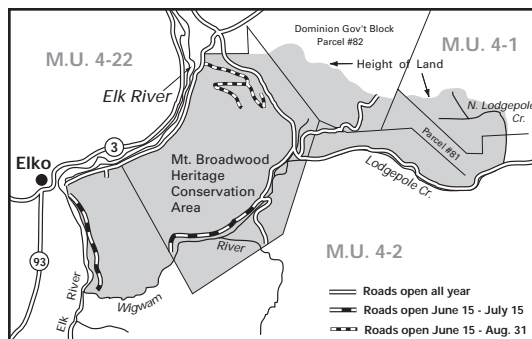 Dominion Gov't Block
Parcel #82
M.U. 4-1
M.U. 4-22
Height of Land
Elk River
N. Lodgepole
Cr.
3
Parcel #81
Elko
Mt. Broadwood
Heritage
Conservation
Area
Lodgepole Cr.
River
M.U. 4-2
93
Elk River
Wigwam
Roads open all year
Roads open June 15 - July 15
Roads open June 15 - Aug. 31